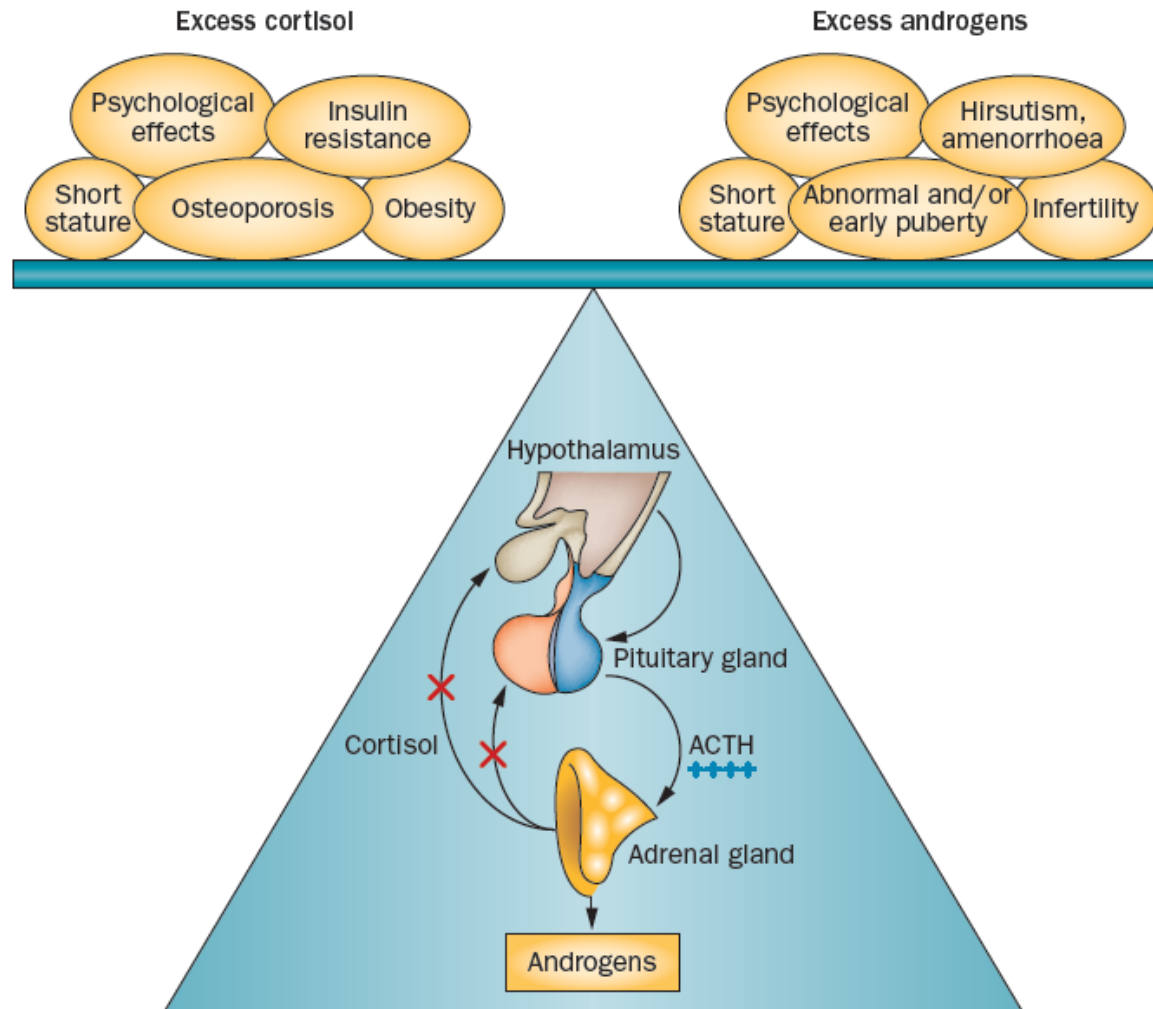 Excess cortisol
Excess androgens
Psychological
effects
Insulin
resistance
Short
stature
Osteoporosis
Obesity
Psychological
effects
Hirsutism,
amenorrhoea
Short
stature
Abnormal and/or
early puberty
Infertility
Hypothalamus
Pituitary gland
Cortisol
ACTH
Adrenal gland
Androgens